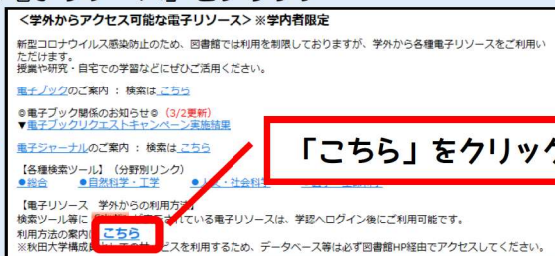 ＜学外からアクセス可能な電子リソース＞※学内者限定
新型コロナウイルス感染防止のため、図書館では利用を制限しておりますが、学外から各種電子リソースをご利用い
ただけます。
授業や研究・自宅での学習などにぜひご活用ください。
電子ブックのご案内 ： 検索は こちら
◎電子ブック関係のお知らせ◎（3/2更新）
▼電子ブックリクエストキャンペーン実施結果
電子ジャーナルのご案内 ： 検索は こちら
「こちら」をクリック
【各種検索ツール】（分野別リンク）
●総合 ●自然科学・工学 ・社会科学
【電子リソース 学外からの利用方法】
検索ツール等に ている電子リソースは、学認へログイン後にご利用可能です。
利用方法の案内は こちら
※秋田大学構成員 スを利用するため、データベース等は必ず図書館HP経由でアクセスしてください。